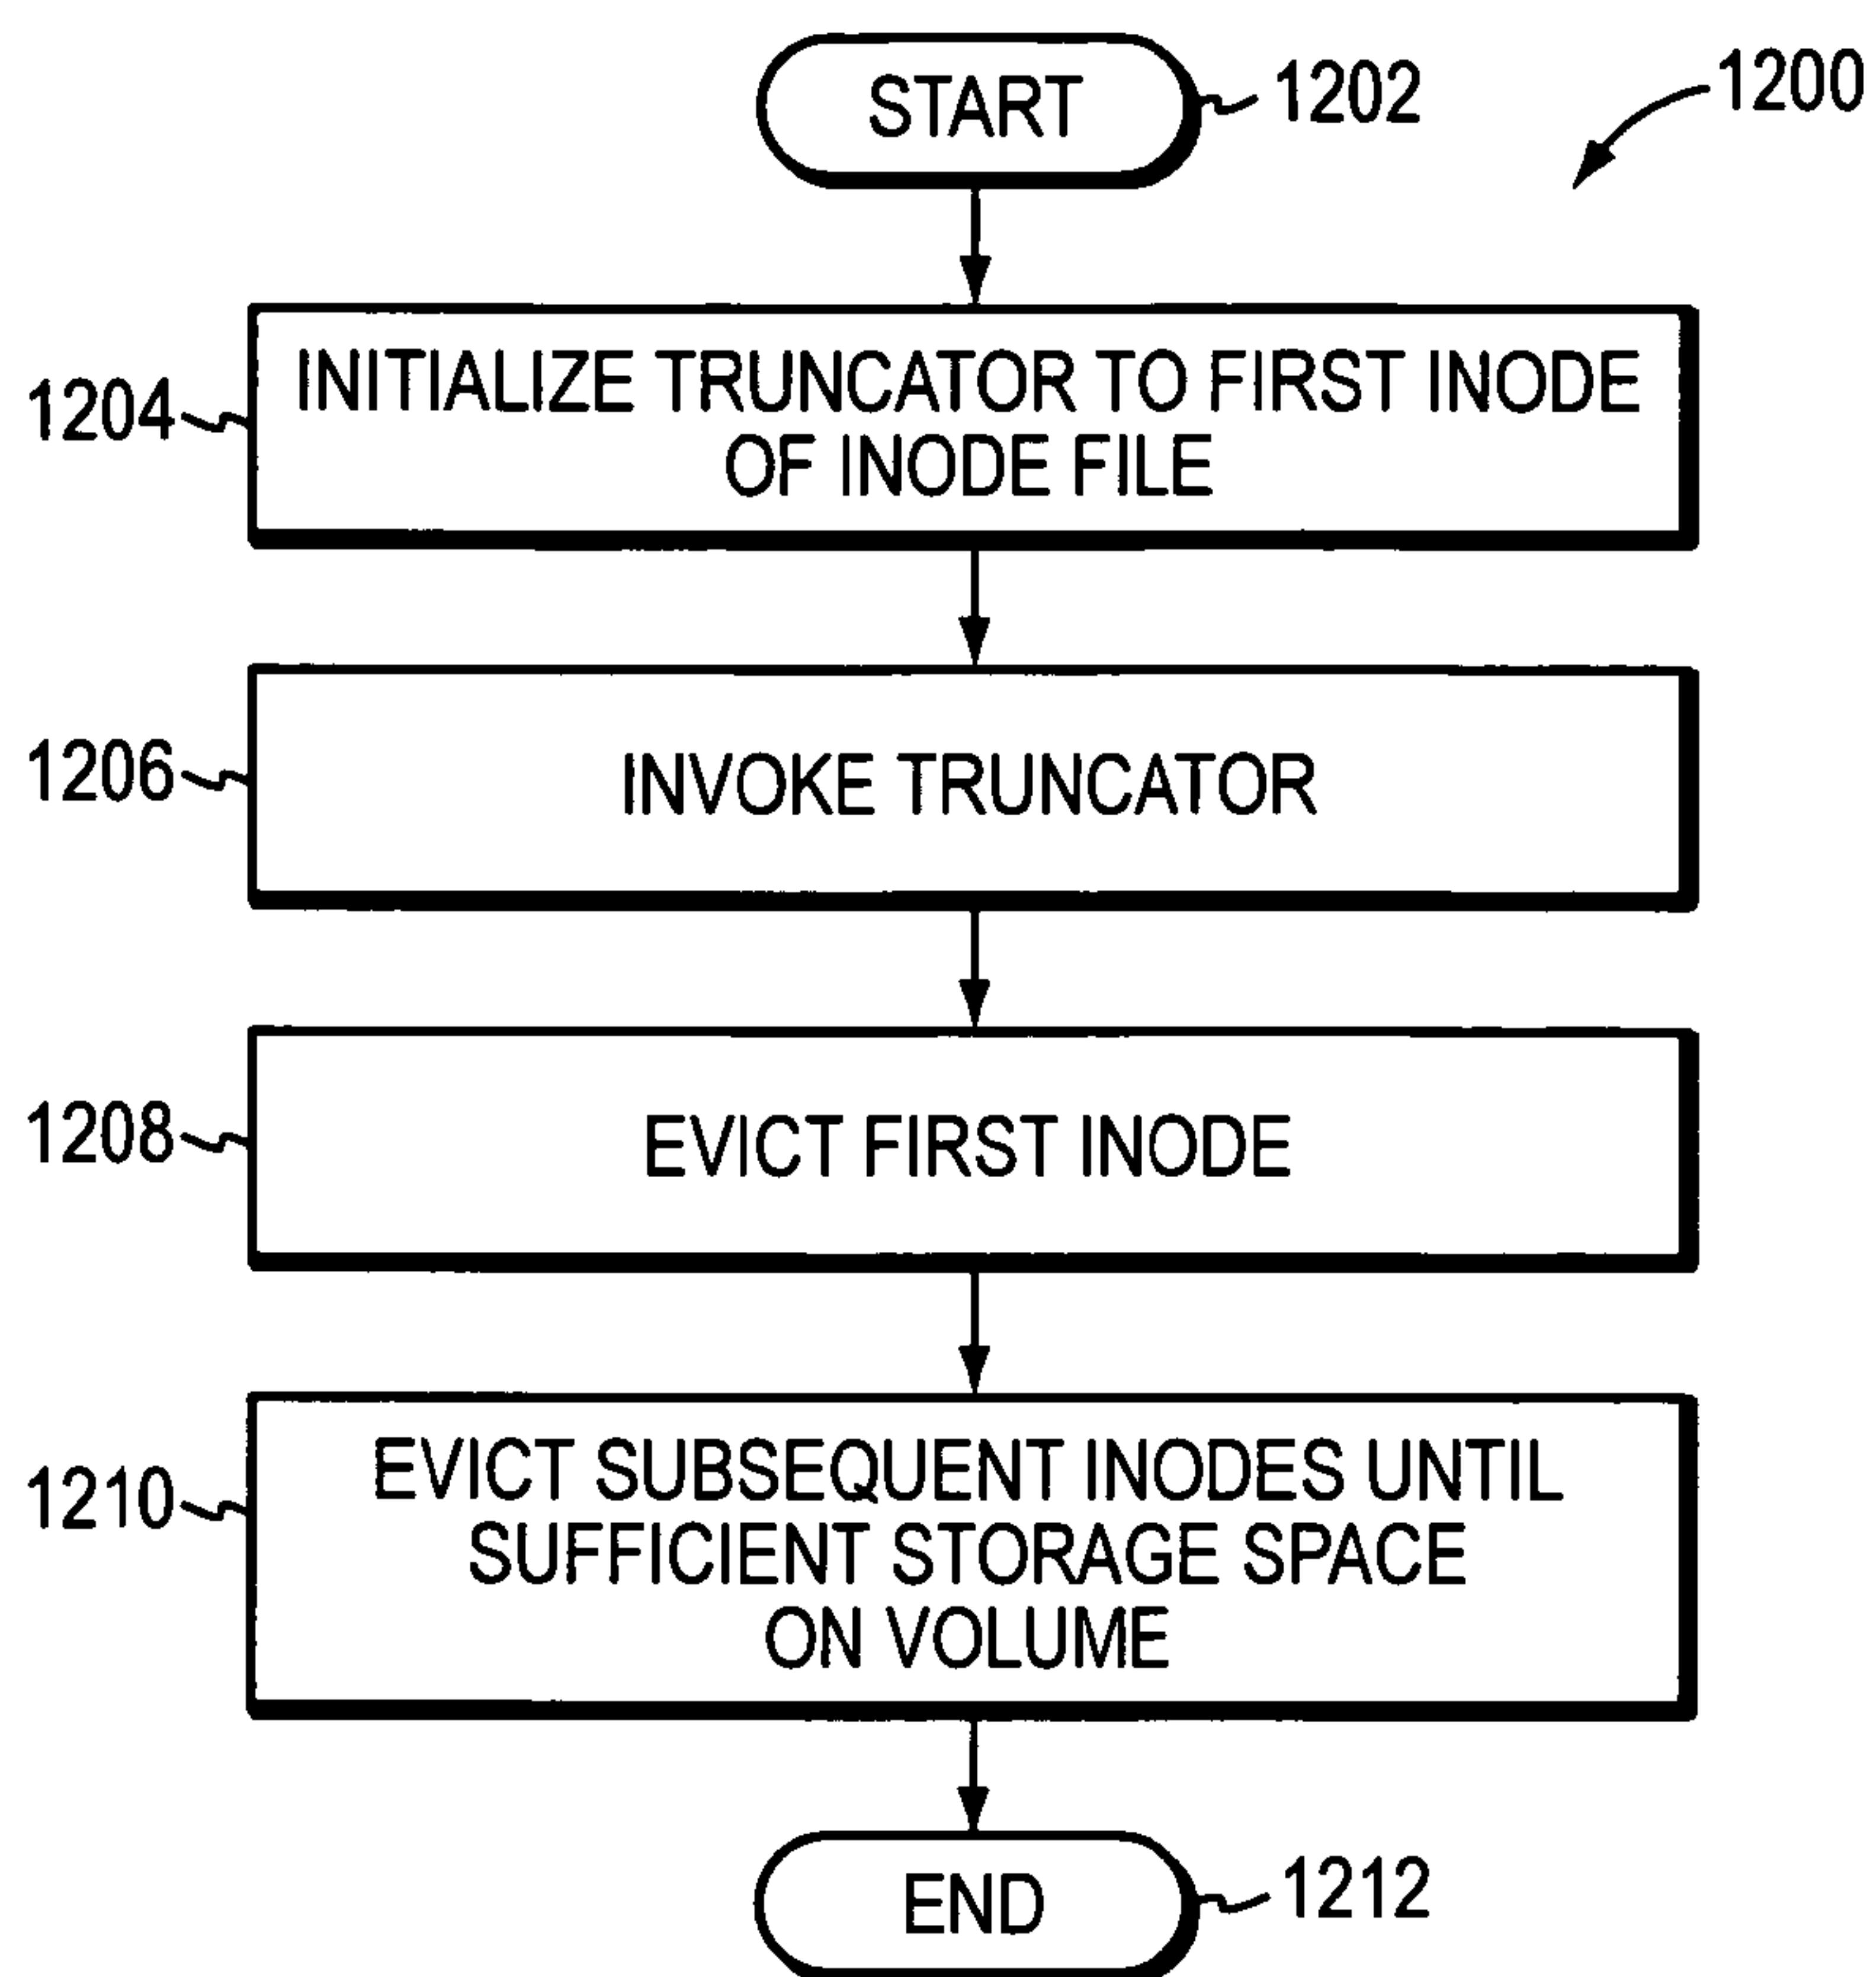 START
1202
1200
1204
INITIALIZE TRUNCATOR TO FIRST INODE
OF INODE FILE
1206
INVOKE TRUNCATOR
1208
EVICT FIRST INODE
1210
EVICT SUBSEQUENT INODES UNTIL
SUFFICIENT STORAGE SPACE
ON VOLUME
END
1212